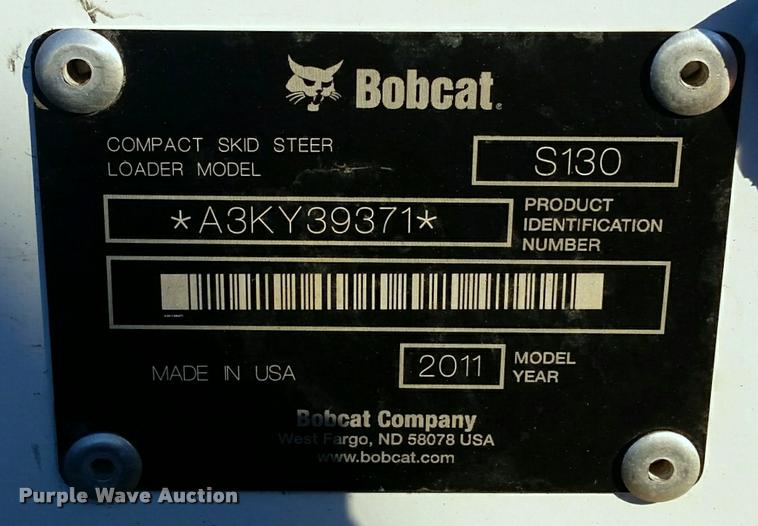 Bobcat.
COMPACT SKID STEER
LOADER MODEL
S130
*A3KY39371*
PRODUCT
IDENTIFICATION
NUMBER
MADE IN USA
2011
MODEL
YEAR
Bobcat Company
West Fargo, ND 58078 USA
www.bobcat.com
Purple Wave Auction